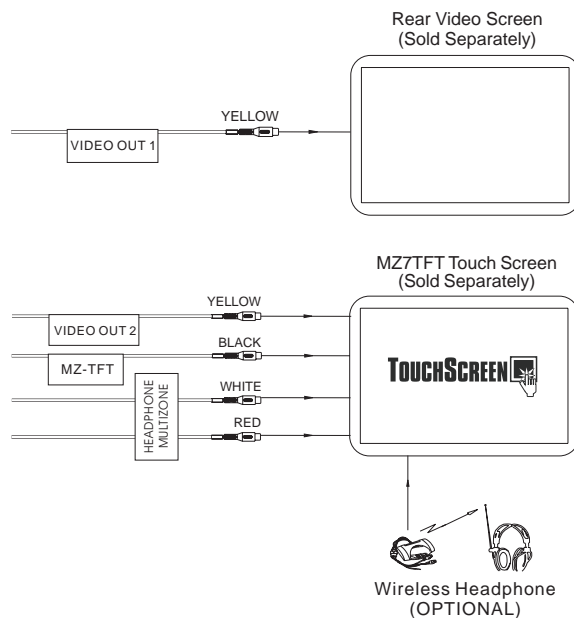 Rear Video Screen
(Sold Separately)
YELLOW
VIDEO OUT 1
MZ7TFT Touch Screen
(Sold Separately)
YELLOW
VIDEO OUT 2
BLACK
MZ-TFT
TOUCHSCREEN
WHITE
HEADPHONE
MULTIZONE
RED
Wireless Headphone
(OPTIONAL)